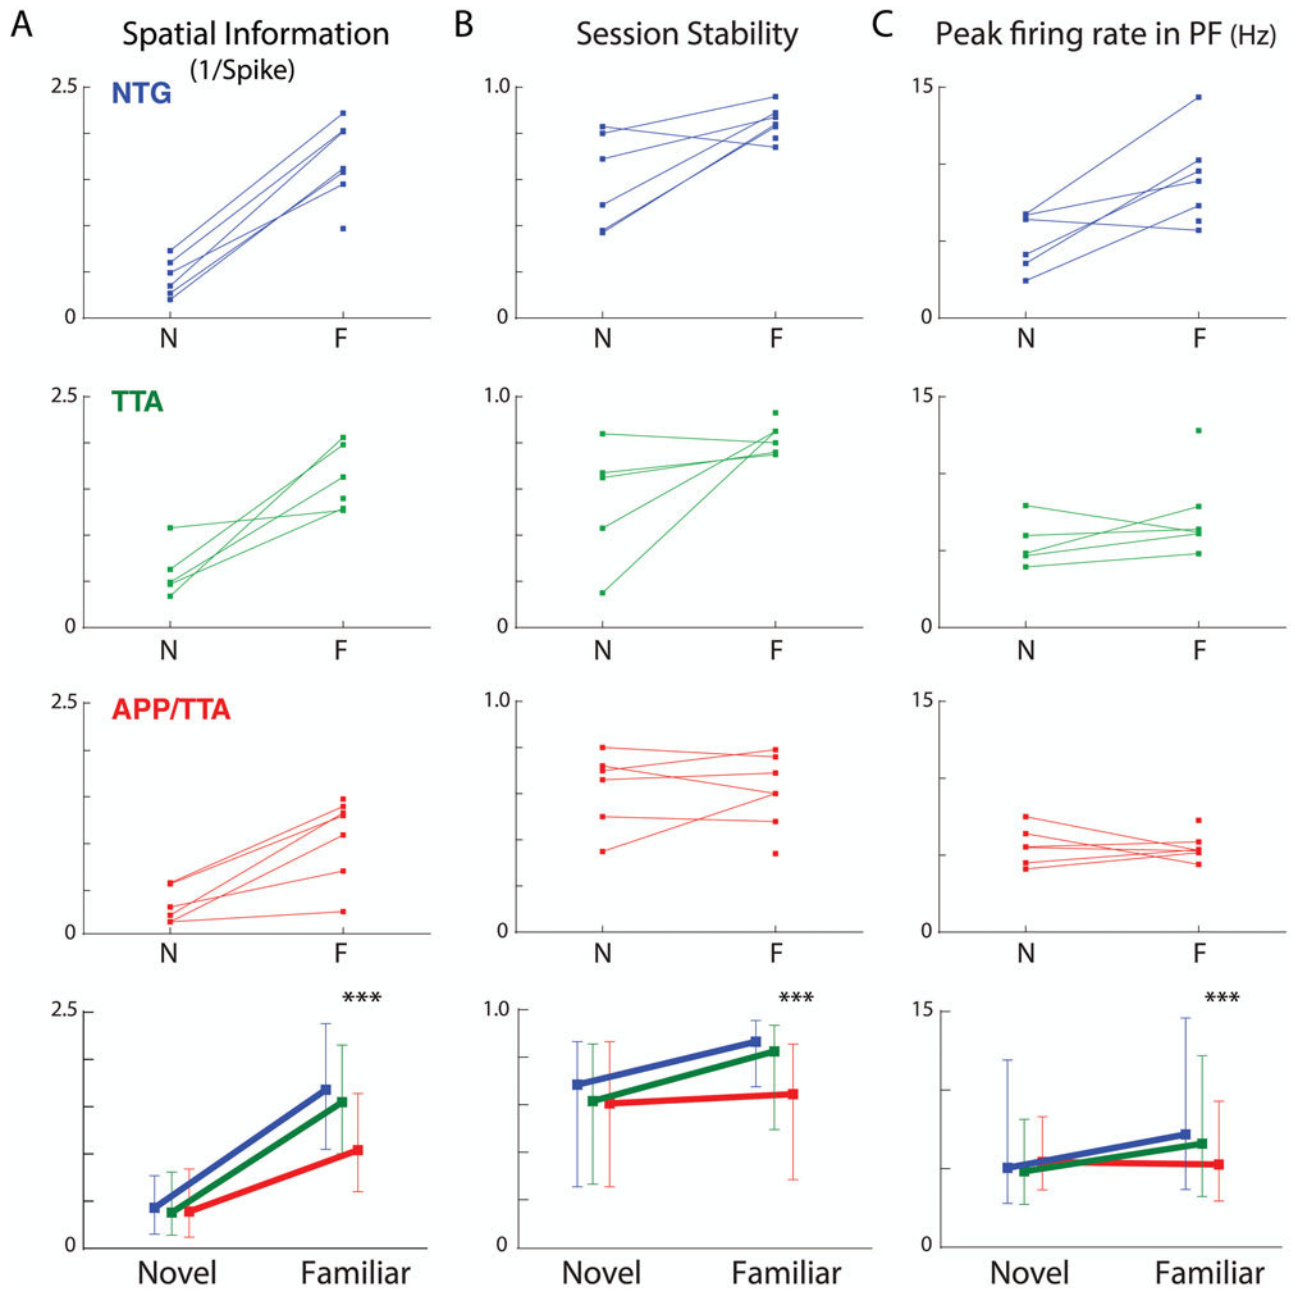 A
Spatial Information
(1/Spike)
B
Session Stability
C
Peak firing rate in PF (Hz)
NTG
2.5
0
N
F
1.0
0
N
F
15
0
N
F
TTA
2.5
0
N
F
1.0
0
N
F
15
0
N
F
APP/TTA
2.5
0
N
F
1.0
0
N
F
15
0
N
F
2.5
***
0
Novel
Familiar
1.0
***
0
Novel
Familiar
15
***
0
Novel
Familiar